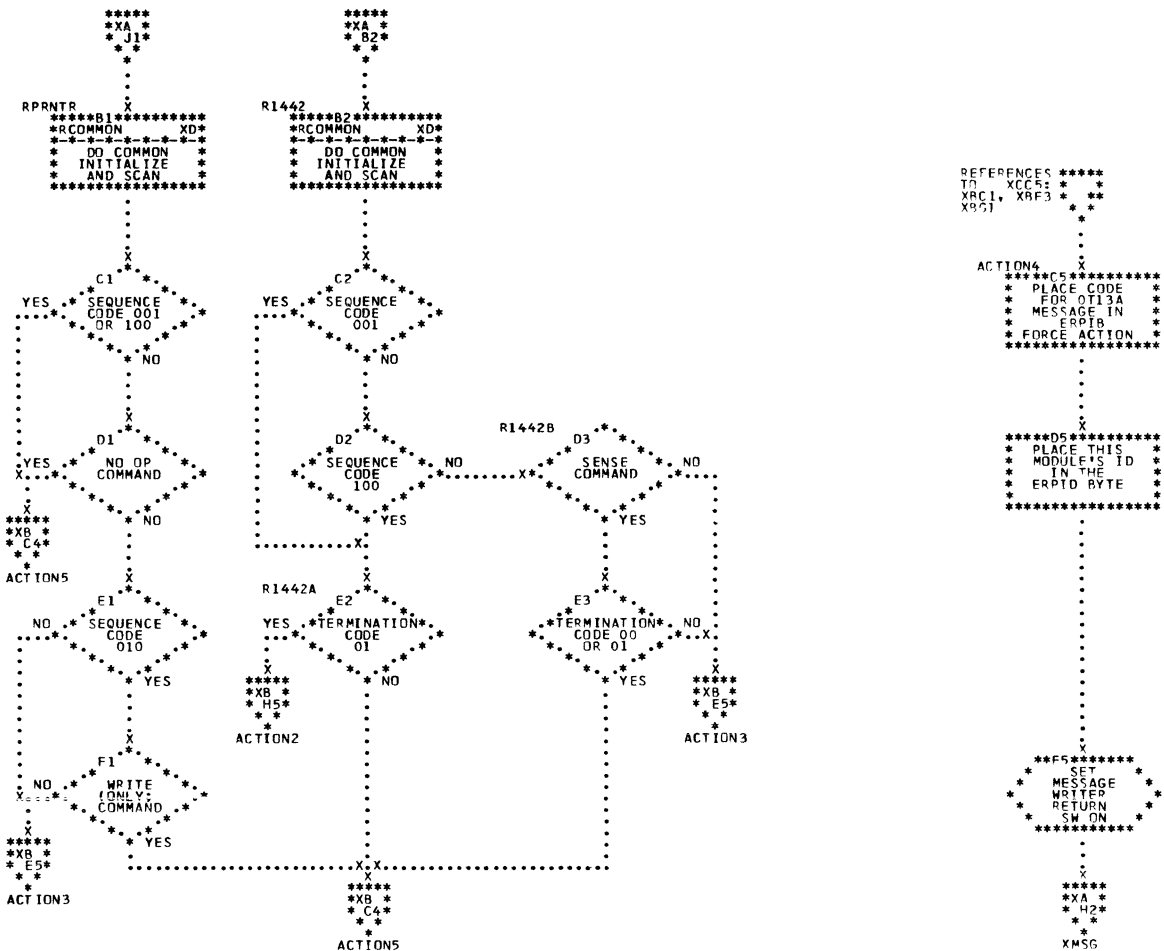 XA J1
XA B2
RPRNTR
B1
RCOMMON XD
DO COMMON
INITIALIZE
AND SCAN
R1442
B2
RCOMMON XD
DO COMMON
INITIALIZE
AND SCAN
REFERENCES
TO XCC5:
XBC1, XBF3
XBG1
C1
SEQUENCE
CODE 001
OR 100
YES
NO
C2
SEQUENCE
CODE
001
YES
NO
ACTION4
C5
PLACE CODE
FOR 0T13A
MESSAGE IN
ERPIB
FORCE ACTION
D1
NO OP
COMMAND
YES
NO
XB C4
ACTION5
D2
SEQUENCE
CODE
100
NO
YES
R1442B
D3
SENSE
COMMAND
NO
YES
D5
PLACE THIS
MODULE'S ID
IN THE
ERPID BYTE
E1
SEQUENCE
CODE
010
NO
YES
R1442A
E2
TERMINATION
CODE
01
YES
NO
XB H5
ACTION2
E3
TERMINATION
CODE 00
OR 01
NO
YES
XB E5
ACTION3
F1
WRITE
(ONLY)
COMMAND
NO
YES
XB E5
ACTION3
XB C4
ACTION5
F5
SET
MESSAGE
WRITER
RETURN
SW ON
XA H2
XMSG